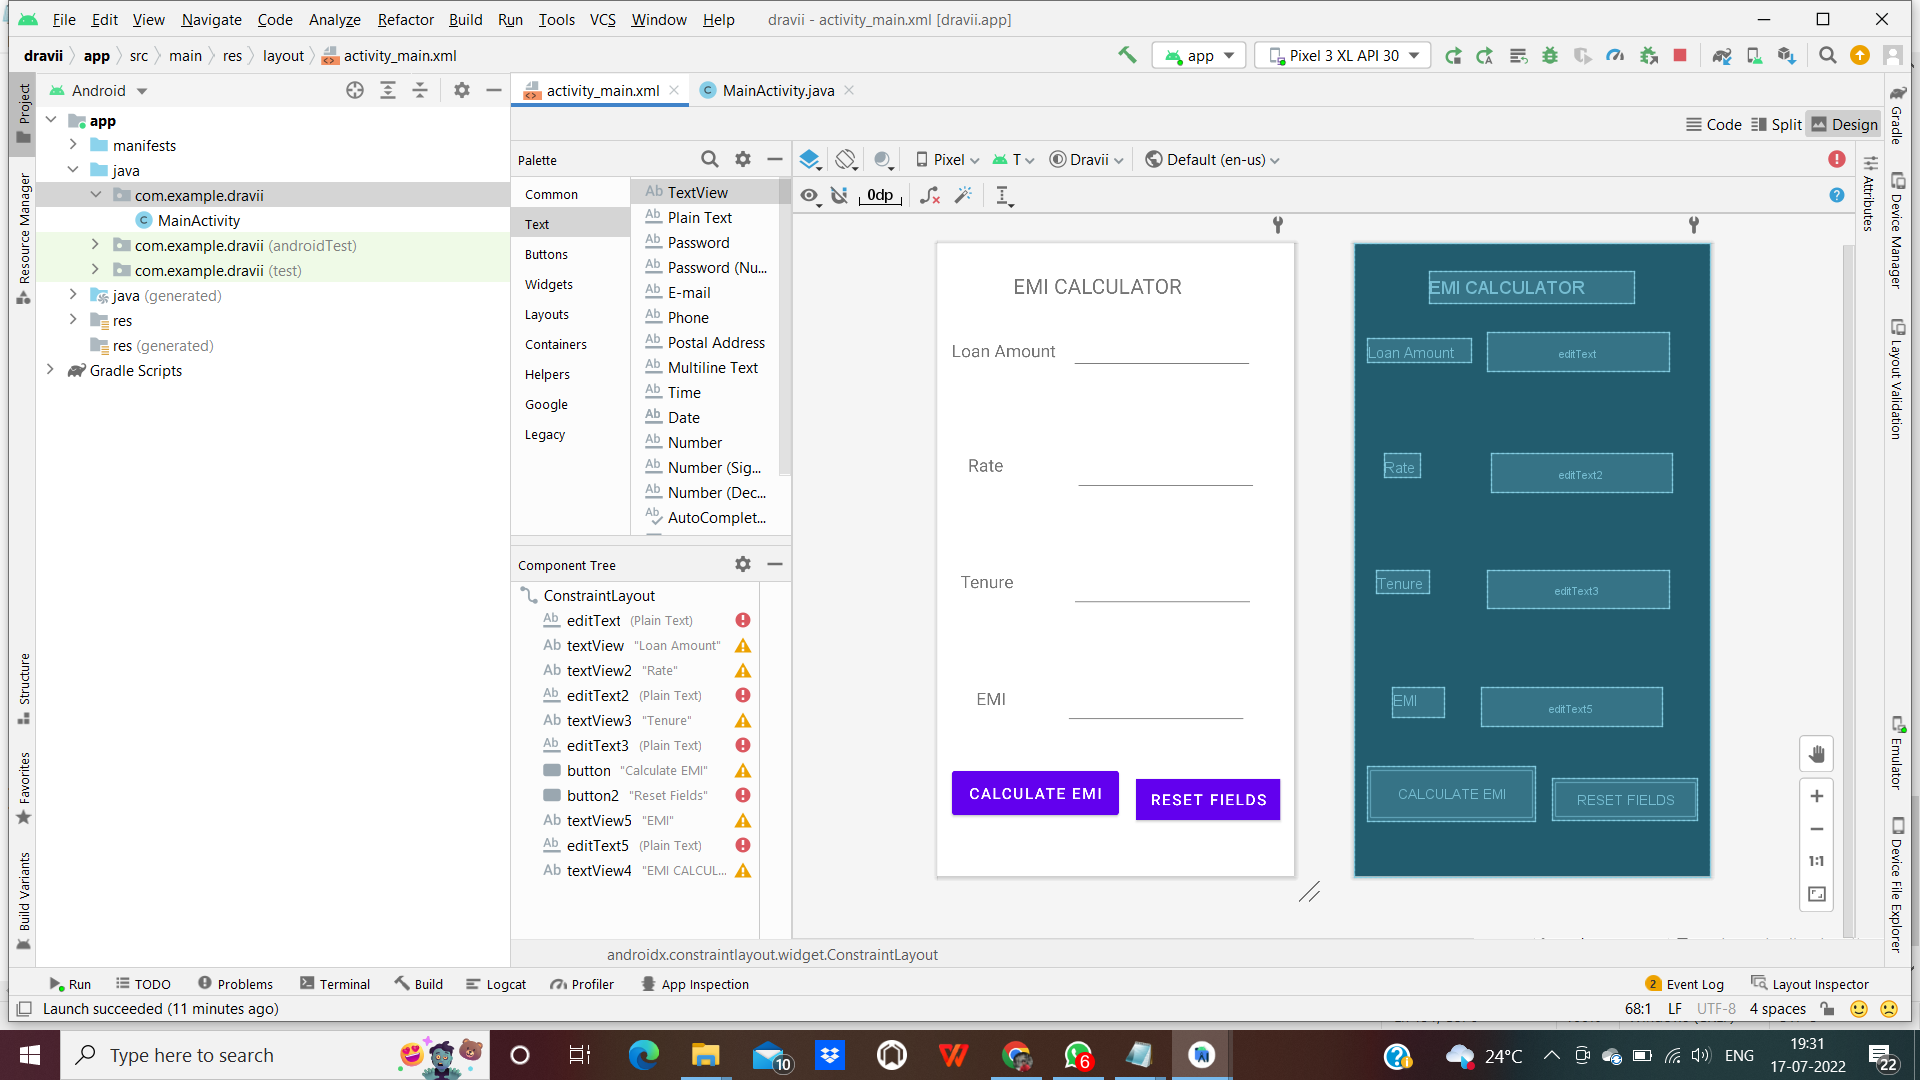 File Edit View Navigate Code Analyze Refactor Build Run Tools VCS Window Help dravii - activity_main.xml [dravii.app]
dravii app src main res layout activity_main.xml app Pixel 3 XL API 30
Project
Android
activity_main.xml MainActivity.java
Code Split Design
app
manifests
java
com.example.dravii
MainActivity
com.example.dravii (androidTest)
com.example.dravii (test)
java (generated)
res
res (generated)
Gradle Scripts
Resource Manager
Structure
Favorites
Build Variants
Palette
Common
Text
Buttons
Widgets
Layouts
Containers
Helpers
Google
Legacy
Ab TextView
Ab Plain Text
Ab Password
Ab Password (Nu...
Ab E-mail
Ab Phone
Ab Postal Address
Ab Multiline Text
Ab Time
Ab Date
Ab Number
Ab Number (Sig...
Ab Number (Dec...
Ab AutoComplet...
Component Tree
ConstraintLayout
Ab editText (Plain Text)
Ab textView "Loan Amount"
Ab textView2 "Rate"
Ab editText2 (Plain Text)
Ab textView3 "Tenure"
Ab editText3 (Plain Text)
button "Calculate EMI"
button2 "Reset Fields"
Ab textView5 "EMI"
Ab editText5 (Plain Text)
Ab textView4 "EMI CALCUL...
Pixel T Dravii Default (en-us)
0dp
EMI CALCULATOR
Loan Amount
Rate
Tenure
EMI
CALCULATE EMI RESET FIELDS
EMI CALCULATOR
Loan Amount editText
Rate editText2
Tenure editText3
EMI editText5
CALCULATE EMI RESET FIELDS
1:1
Attributes
Gradle
Device Manager
Layout Validation
Emulator
Device File Explorer
androidx.constraintlayout.widget.ConstraintLayout
Run TODO Problems Terminal Build Logcat Profiler App Inspection 2 Event Log Layout Inspector
Launch succeeded (11 minutes ago) 68:1 LF UTF-8 4 spaces
Type here to search 10 6 24°C ENG 19:31
17-07-2022 22